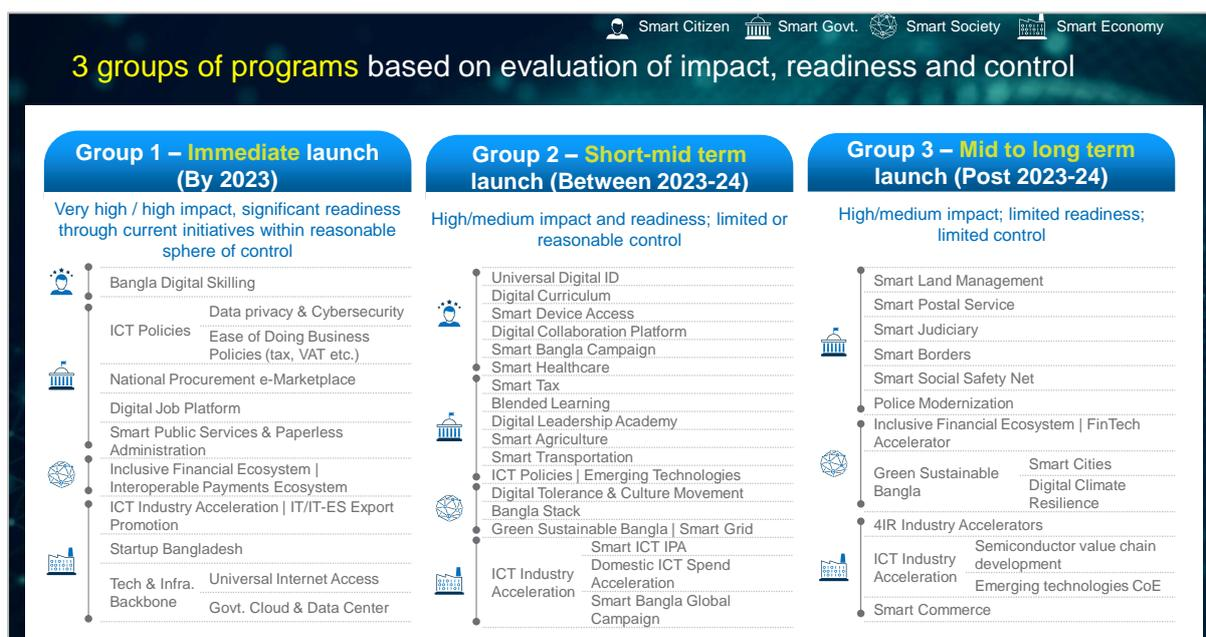 Smart Citizen
Smart Govt.
Smart Society
Smart Economy
3 groups of programs based on evaluation of impact, readiness and control
Group 1 – Immediate launch
(By 2023)
Very high / high impact, significant readiness
through current initiatives within reasonable
sphere of control
Bangla Digital Skilling
ICT Policies
Data privacy & Cybersecurity
Ease of Doing Business
Policies (tax, VAT etc.)
National Procurement e-Marketplace
Digital Job Platform
Smart Public Services & Paperless
Administration
Inclusive Financial Ecosystem |
Interoperable Payments Ecosystem
ICT Industry Acceleration | IT/IT-ES Export
Promotion
Startup Bangladesh
Tech & Infra.
Backbone
Universal Internet Access
Govt. Cloud & Data Center
Group 2 – Short-mid term
launch (Between 2023-24)
High/medium impact and readiness; limited or
reasonable control
Universal Digital ID
Digital Curriculum
Smart Device Access
Digital Collaboration Platform
Smart Bangla Campaign
Smart Healthcare
Smart Tax
Blended Learning
Digital Leadership Academy
Smart Agriculture
Smart Transportation
ICT Policies | Emerging Technologies
Digital Tolerance & Culture Movement
Bangla Stack
Green Sustainable Bangla | Smart Grid
ICT Industry
Acceleration
Smart ICT IPA
Domestic ICT Spend
Acceleration
Smart Bangla Global
Campaign
Group 3 – Mid to long term
launch (Post 2023-24)
High/medium impact; limited readiness;
limited control
Smart Land Management
Smart Postal Service
Smart Judiciary
Smart Borders
Smart Social Safety Net
Police Modernization
Inclusive Financial Ecosystem | FinTech
Accelerator
Green Sustainable
Bangla
Smart Cities
Digital Climate
Resilience
4IR Industry Accelerators
ICT Industry
Acceleration
Semiconductor value chain
development
Emerging technologies CoE
Smart Commerce